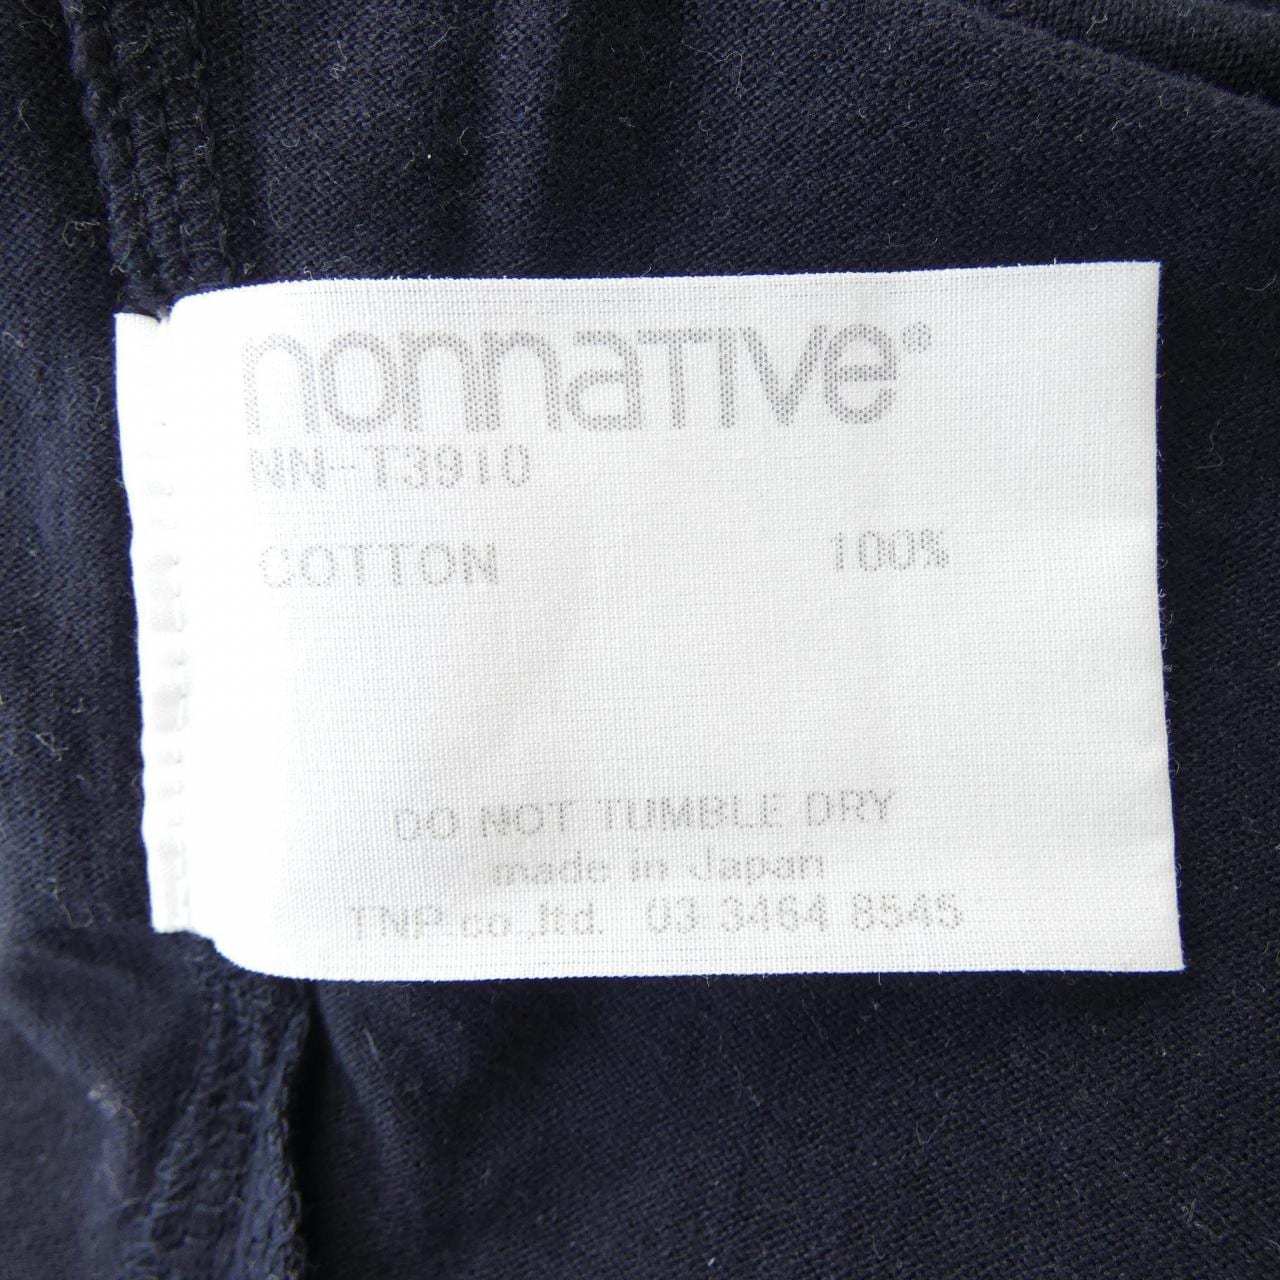 nonnative®
NN-T3910
COTTON 100%
DO NOT TUMBLE DRY
made in Japan
TNP co.,ltd. 03 3464 8545